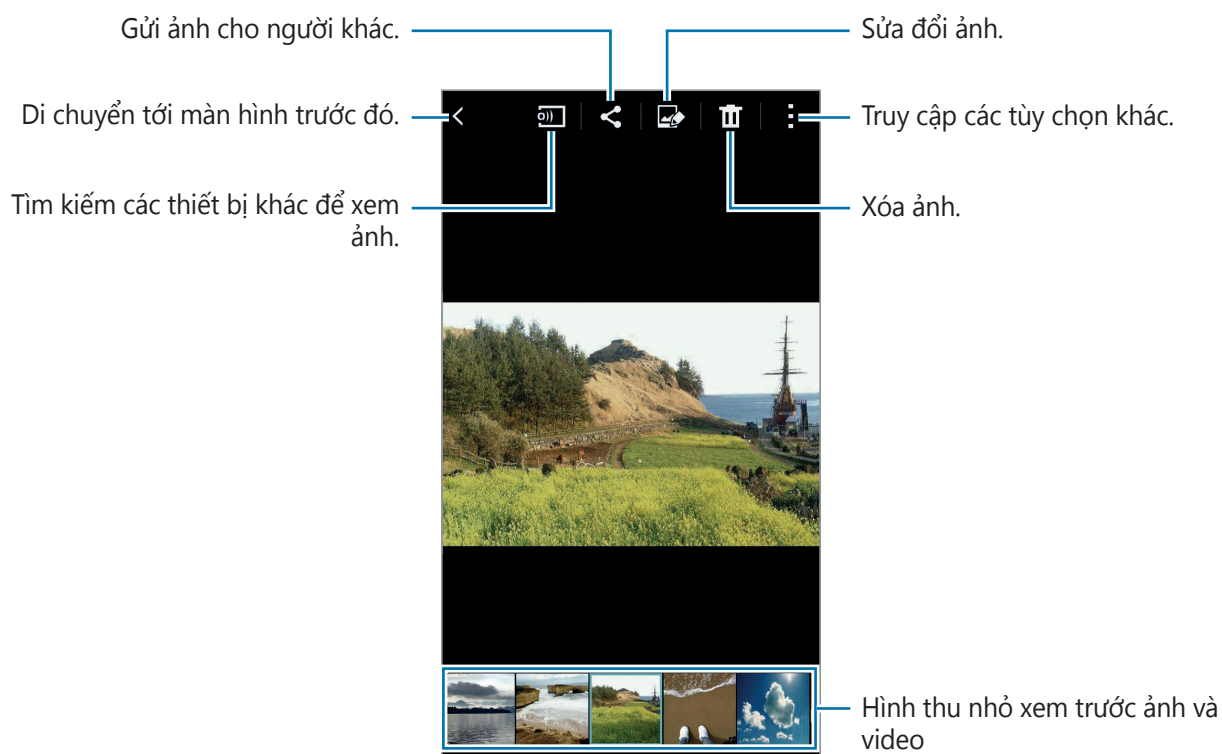 Gửi ảnh cho người khác.
Sửa đổi ảnh.
Di chuyển tới màn hình trước đó.
Truy cập các tùy chọn khác.
Tìm kiếm các thiết bị khác để xem
ảnh.
Xóa ảnh.
Hình thu nhỏ xem trước ảnh và
video